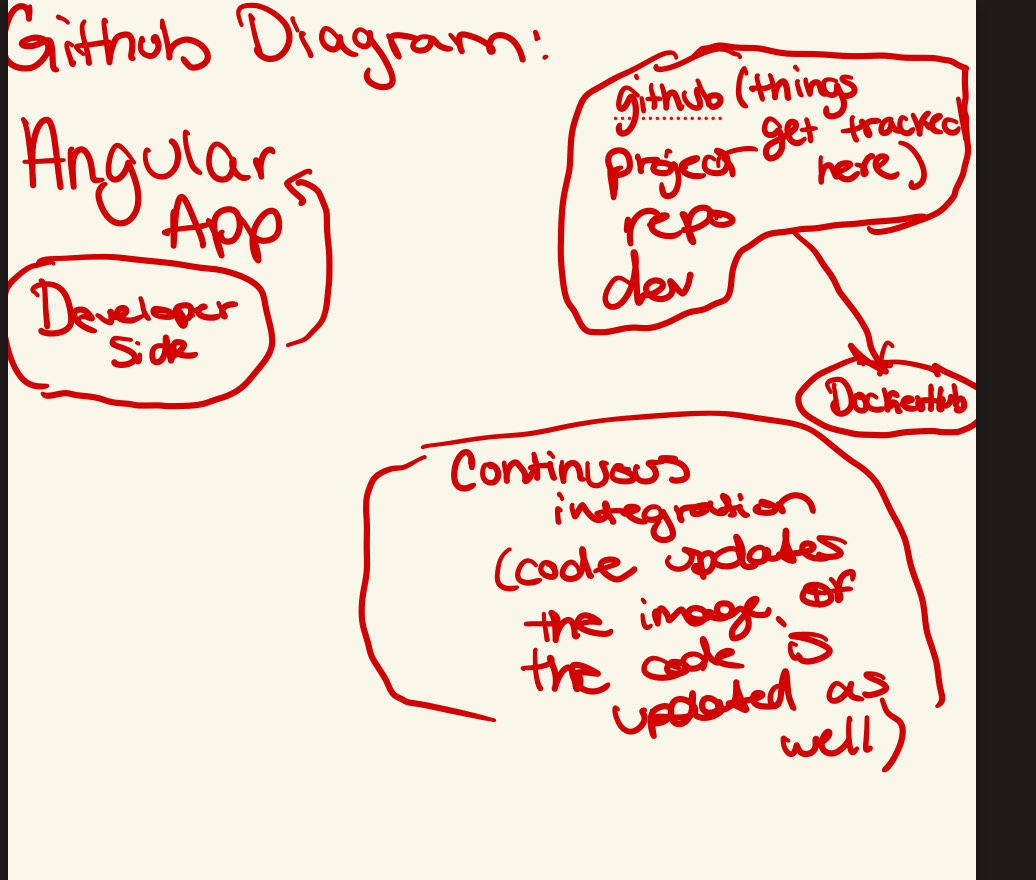 Github Diagram:
Angular
App
Developer
side
github (things
get tracked
project here)
repo
dev
DockerHub
Continuous
integration
(code updates
the image of
the code is
updated as
well)